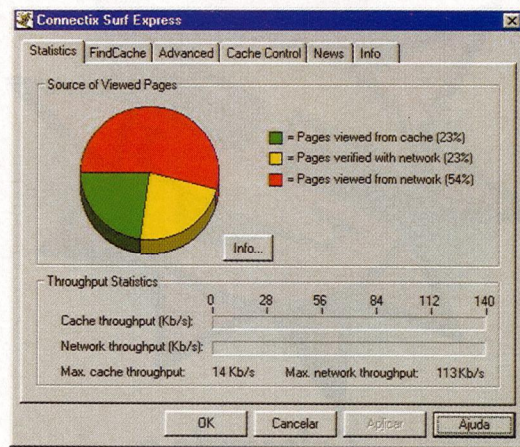 Connectix Surf Express
Statistics FindCache Advanced Cache Control News Info
Source of Viewed Pages
= Pages viewed from cache (23%)
= Pages verified with network (23%)
= Pages viewed from network (54%)
Info...
Throughput Statistics
0 28 56 84 112 140
Cache throughput (Kb/s):
Network throughput (Kb/s):
Max. cache throughput: 14 Kb/s Max. network throughput: 113Kb/s
OK Cancelar Aplicar Ajuda